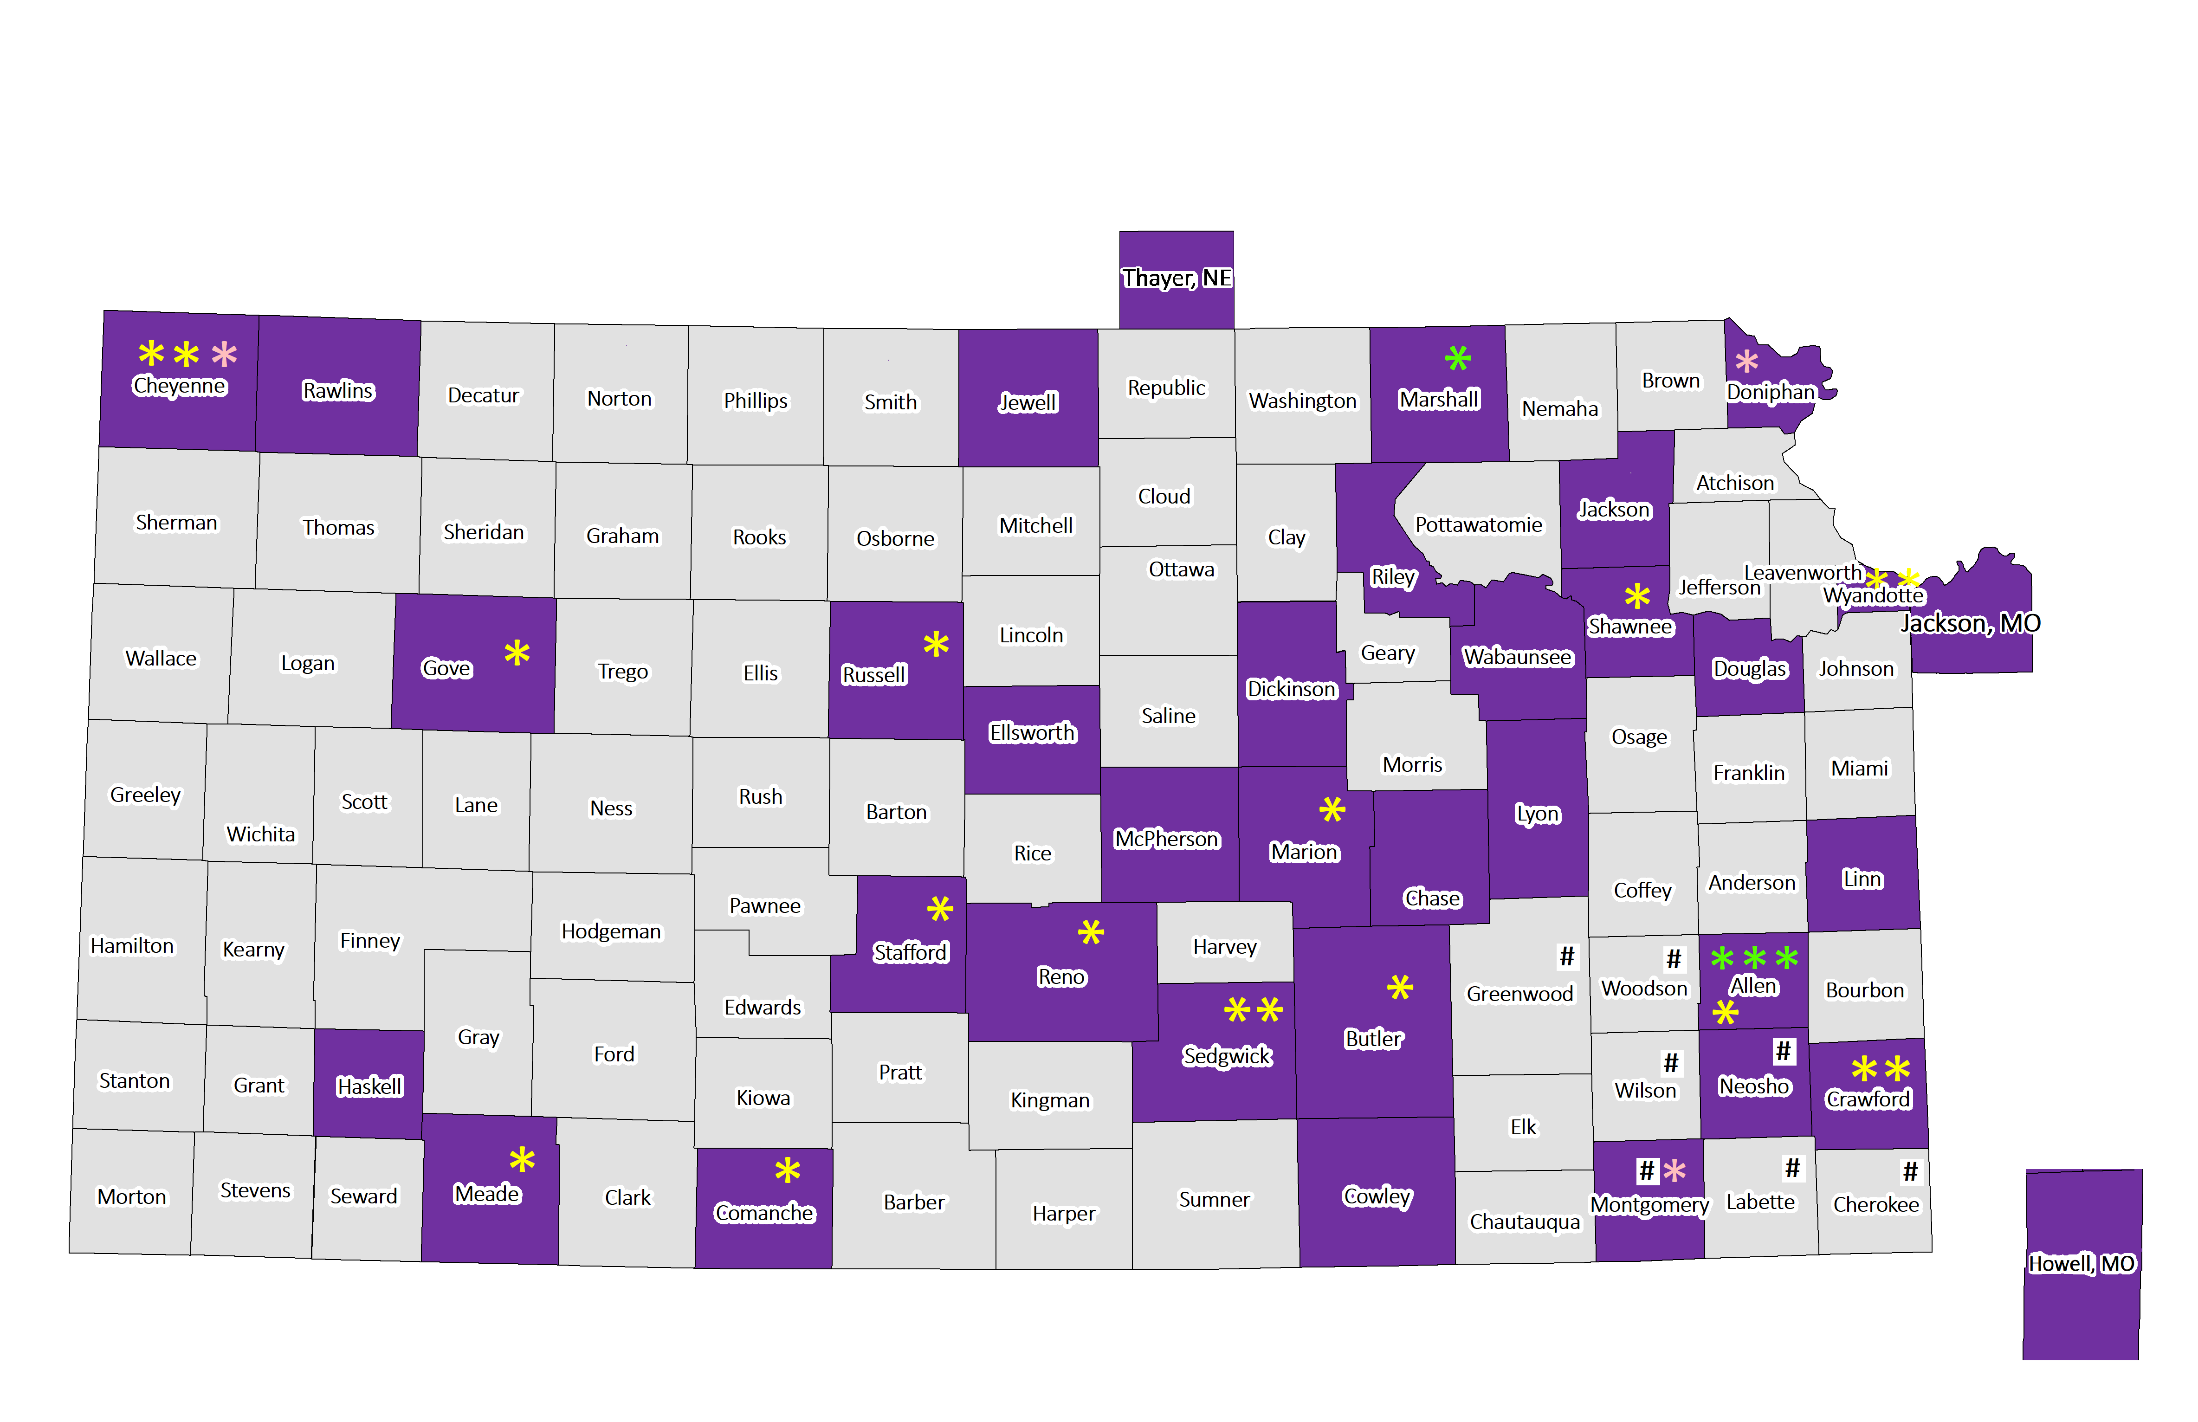 Thayer, NE
* * *
Cheyenne
Rawlins
Decatur
Norton
Phillips
Smith
Jewell
Republic
Washington
*
Marshall
Nemaha
Brown
*
Doniphan
Sherman
Thomas
Sheridan
Graham
Rooks
Osborne
Mitchell
Cloud
Clay
Riley
Pottawatomie
Jackson
Atchison
Jefferson
Leavenworth
* *
Wyandotte
Jackson, MO
Wallace
Logan
Gove *
Trego
Ellis
*
Russell
Lincoln
Ottawa
Saline
Dickinson
Geary
Wabaunsee
*
Shawnee
Douglas
Johnson
Ellsworth
Morris
Osage
Franklin
Miami
Greeley
Wichita
Scott
Lane
Ness
Rush
Barton
Rice
McPherson
*
Marion
Chase
Lyon
Coffey
Anderson
Linn
Hamilton
Kearny
Finney
Hodgeman
Pawnee
*
Stafford
*
Reno
Harvey
*
Butler
#
Greenwood
#
Woodson
* * *
Allen
*
Bourbon
Edwards
Gray
Ford
Pratt
* *
Sedgwick
Stanton
Grant
Haskell
Kiowa
Kingman
Elk
#
Wilson
#
Neosho
* *
Crawford
Morton
Stevens
Seward
*
Meade
Clark
*
Comanche
Barber
Harper
Sumner
Cowley
Chautauqua
# *
Montgomery
#
Labette
#
Cherokee
Howell, MO